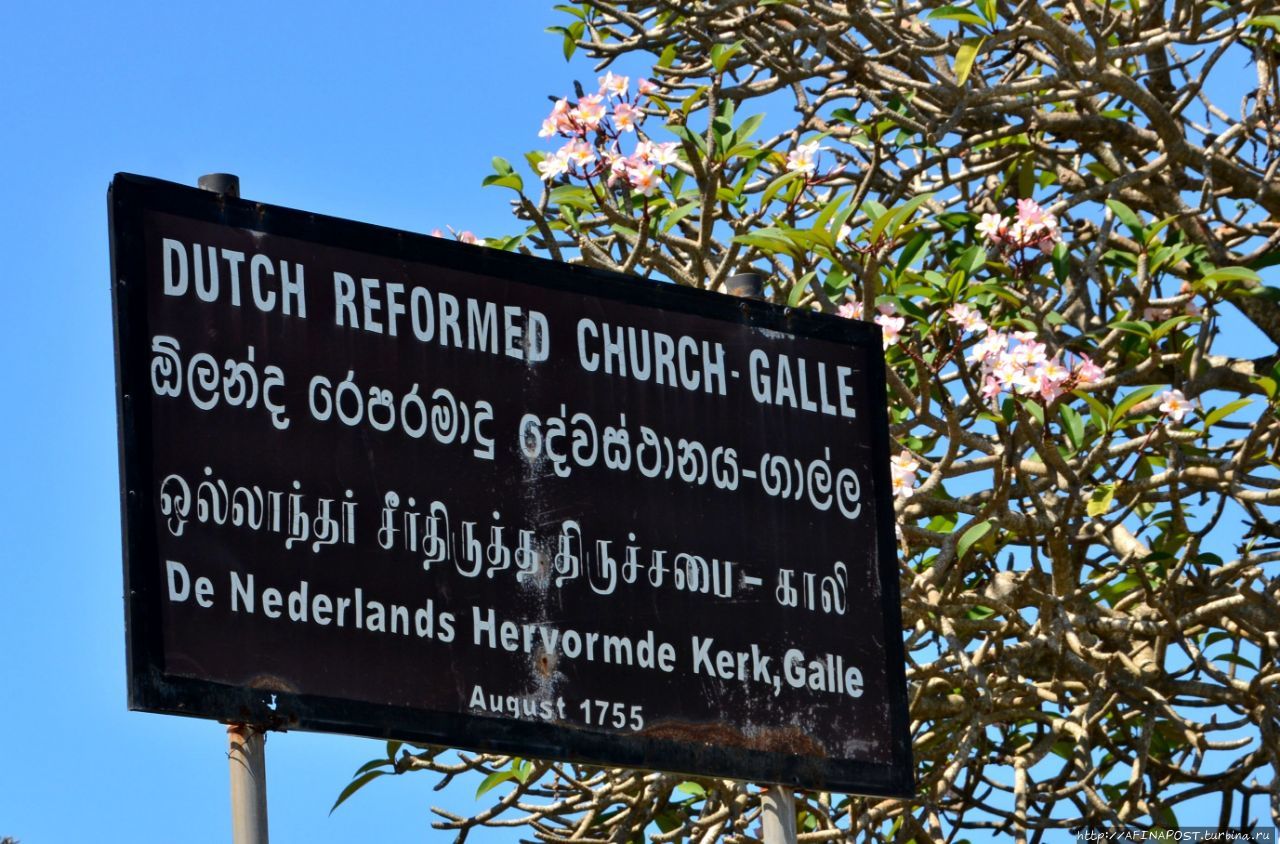 DUTCH REFORMED CHURCH-GALLE
ඕලන්ද රෙපරමාදු දේවස්ථානය-ගාල්ල
ஒல்லாந்தர் சீர்திருத்த திருச்சபை - காலி
De Nederlands Hervormde Kerk,Galle
August 1755
http://AFINAPOST.turbina.ru